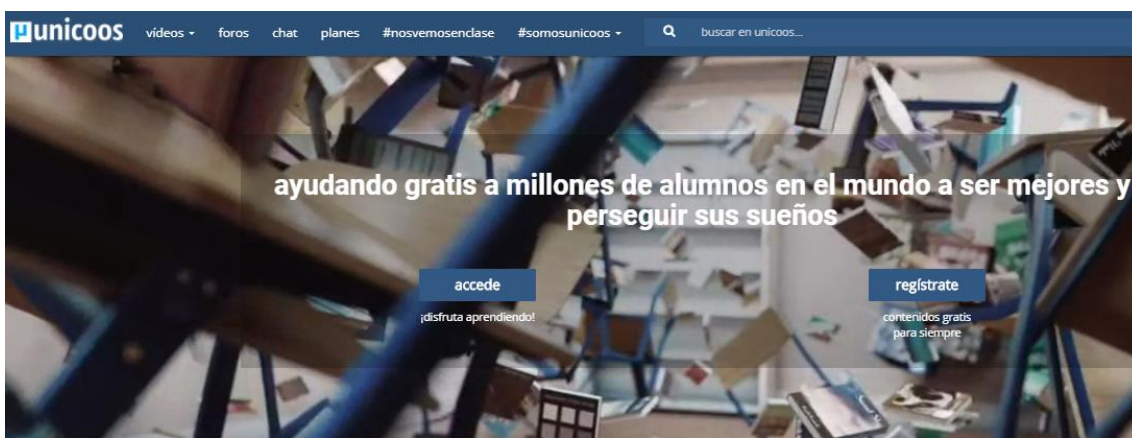 unicoos vídeos foros chat planes #nosvemosenclase #somosunicoos buscar en unicoos...
ayudando gratis a millones de alumnos en el mundo a ser mejores y
perseguir sus sueños
accede
regístrate
¡disfruta aprendiendo!
contenidos gratis
para siempre